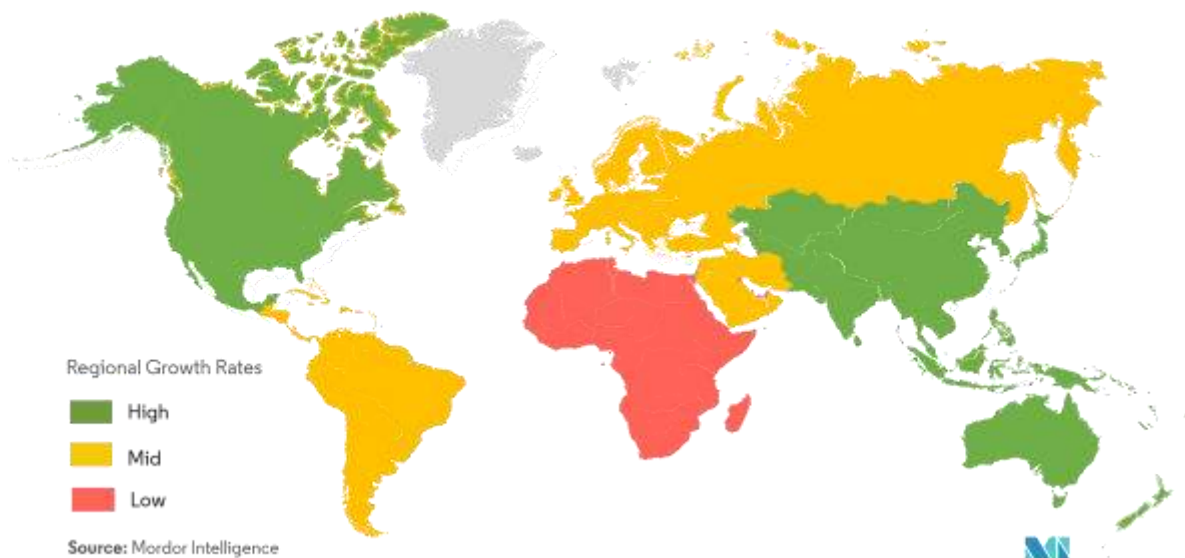 Regional Growth Rates
High
Mid
Low
Source: Mordor Intelligence